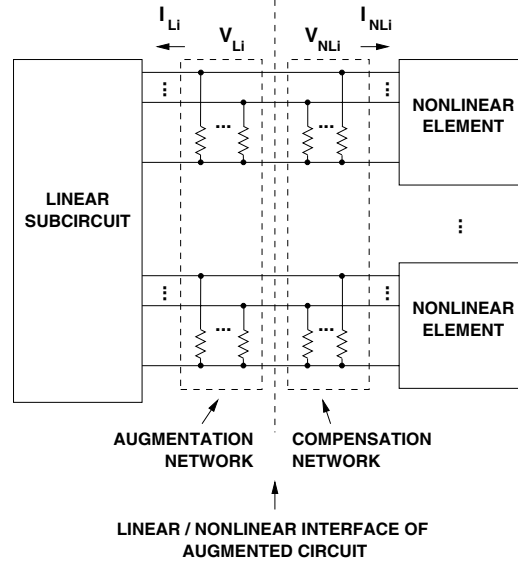 I Li
I NLi
V Li
V NLi
... ...
LINEAR
SUBCIRCUIT
NONLINEAR
ELEMENT
... ...
...
... ...
NONLINEAR
ELEMENT
... ...
AUGMENTATION
NETWORK
COMPENSATION
NETWORK
LINEAR / NONLINEAR INTERFACE OF
AUGMENTED CIRCUIT